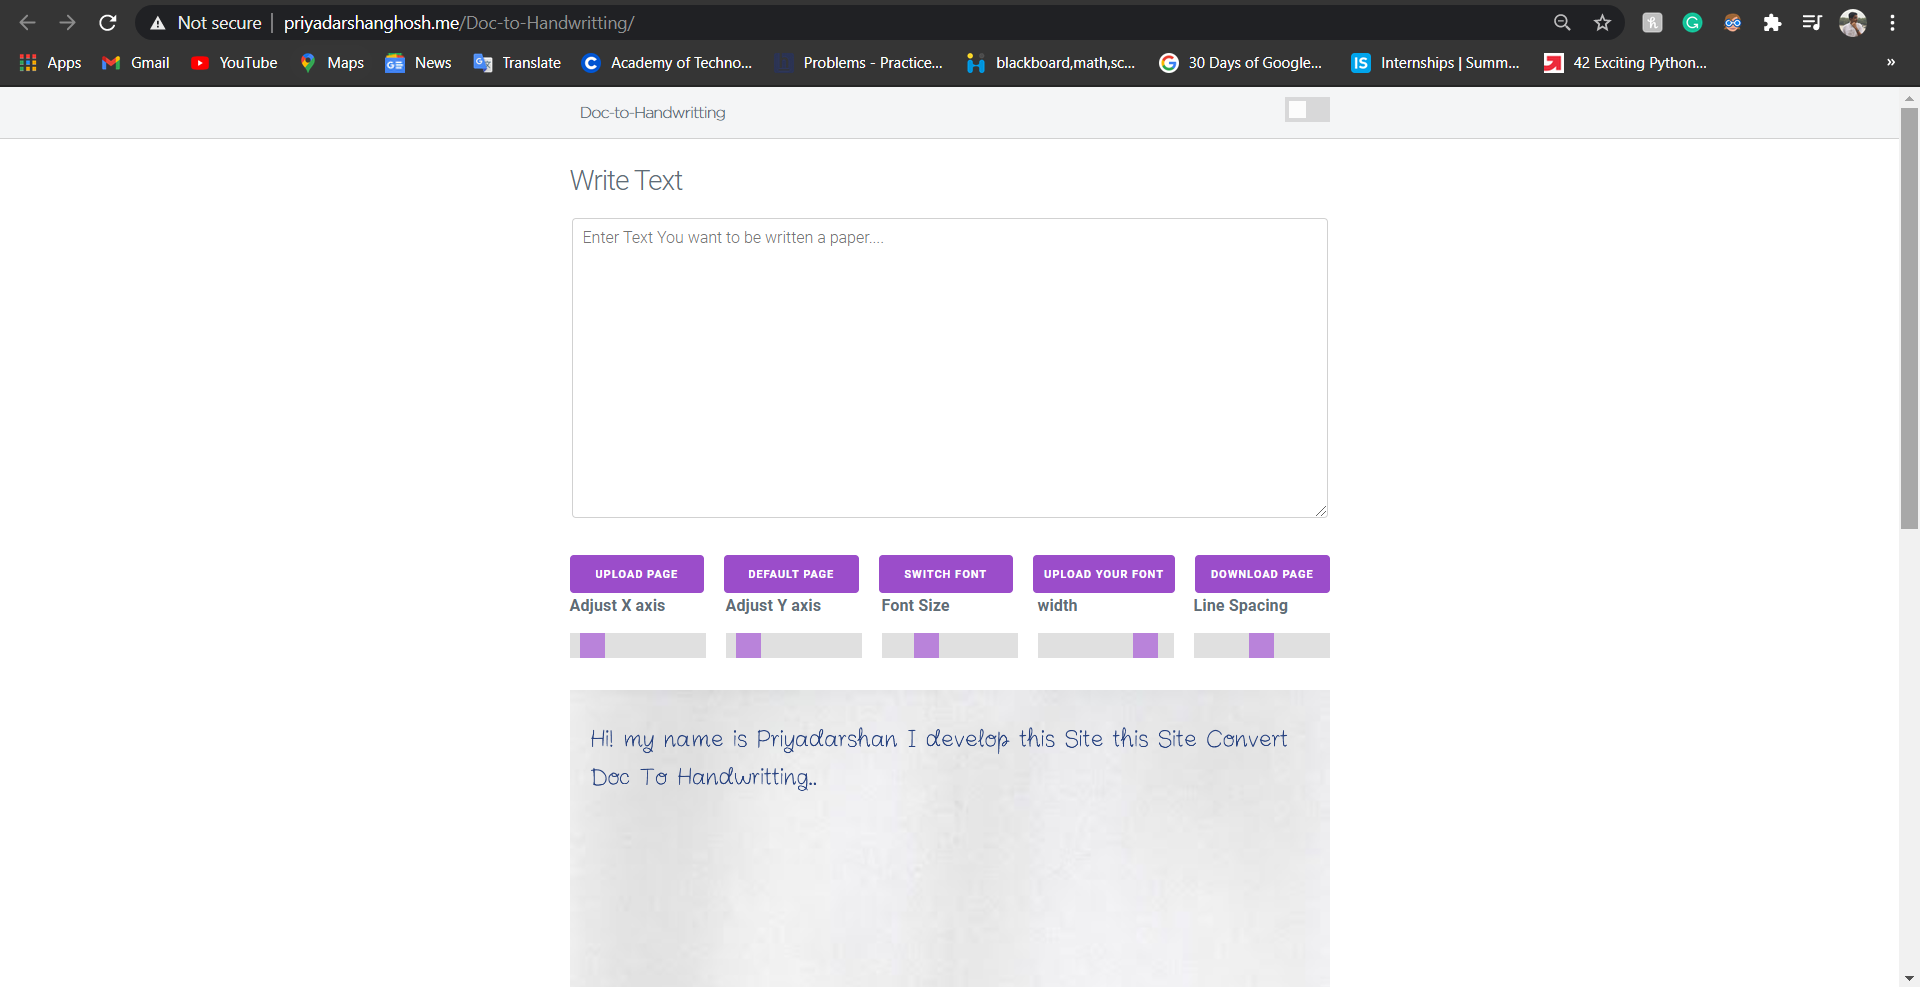 Not secure | priyadarshanghosh.me/Doc-to-Handwritting/
Apps Gmail YouTube Maps News Translate Academy of Techno... Problems - Practice... blackboard,math,sc... 30 Days of Google... Internships | Summ... 42 Exciting Python... »
Doc-to-Handwritting
Write Text
Enter Text You want to be written a paper....
UPLOAD PAGE DEFAULT PAGE SWITCH FONT UPLOAD YOUR FONT DOWNLOAD PAGE
Adjust X axis Adjust Y axis Font Size width Line Spacing
Hi! my name is Priyadarshan I develop this Site this Site Convert
Doc To Handwritting..